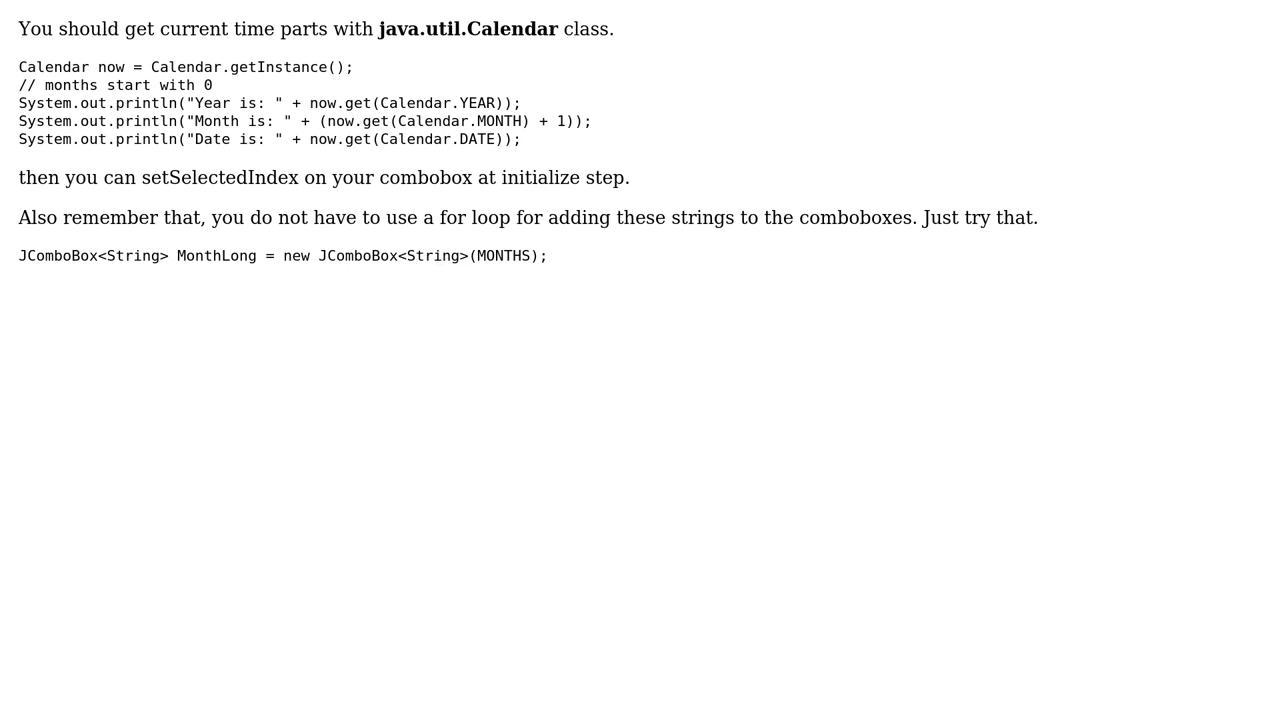 You should get current time parts with java.util.Calendar class.
Calendar now = Calendar.getInstance();
// months start with 0
System.out.println("Year is: " + now.get(Calendar.YEAR));
System.out.println("Month is: " + (now.get(Calendar.MONTH) + 1));
System.out.println("Date is: " + now.get(Calendar.DATE));
then you can setSelectedIndex on your combobox at initialize step.
Also remember that, you do not have to use a for loop for adding these strings to the comboboxes. Just try that.
JComboBox<String> MonthLong = new JComboBox<String>(MONTHS);